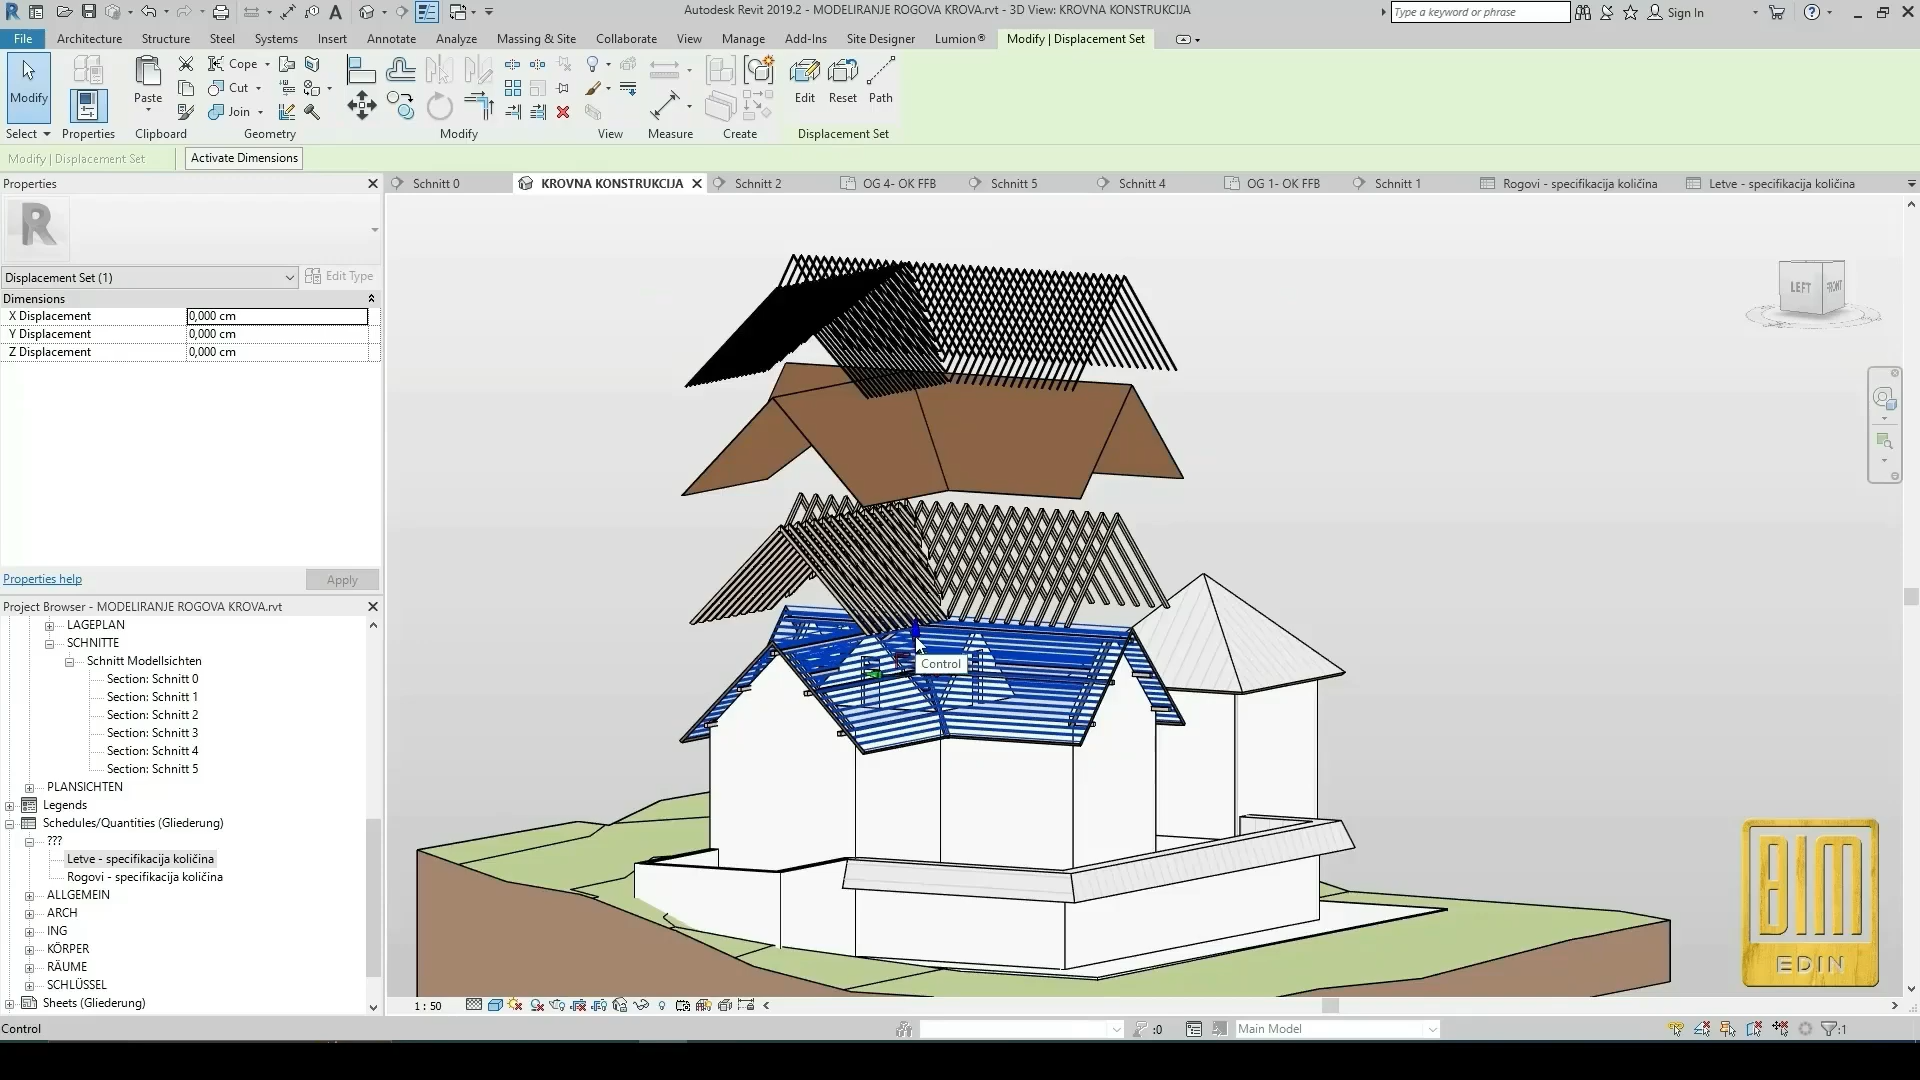 Autodesk Revit 2019.2 - MODELIRANJE ROGOVA KROVA.rvt - 3D View: KROVNA KONSTRUKCIJA
Type a keyword or phrase
Sign In
File Architecture Structure Steel Systems Insert Annotate Analyze Massing & Site Collaborate View Manage Add-Ins Site Designer Lumion® Modify | Displacement Set
Modify
Paste
Cope
Cut
Join
Edit Reset Path
Select Properties Clipboard Geometry Modify View Measure Create Displacement Set
Modify | Displacement Set
Activate Dimensions
Properties
Schnitt 0 KROVNA KONSTRUKCIJA Schnitt 2 OG 4- OK FFB Schnitt 5 Schnitt 4 OG 1- OK FFB Schnitt 1 Rogovi - specifikacija količina Letve - specifikacija količina
R
Displacement Set (1)
Edit Type
Dimensions
X Displacement 0,000 cm
Y Displacement 0,000 cm
Z Displacement 0,000 cm
Properties help
Apply
Project Browser - MODELIRANJE ROGOVA KROVA.rvt
LAGEPLAN
SCHNITTE
Schnitt Modellsichten
Section: Schnitt 0
Section: Schnitt 1
Section: Schnitt 2
Section: Schnitt 3
Section: Schnitt 4
Section: Schnitt 5
PLANSICHTEN
Legends
Schedules/Quantities (Gliederung)
???
Letve - specifikacija količina
Rogovi - specifikacija količina
ALLGEMEIN
ARCH
ING
KÖRPER
RÄUME
SCHLÜSSEL
Sheets (Gliederung)
LEFT FRONT
Control
BIM
EDIN
1 : 50
Control
:0
Main Model
:1